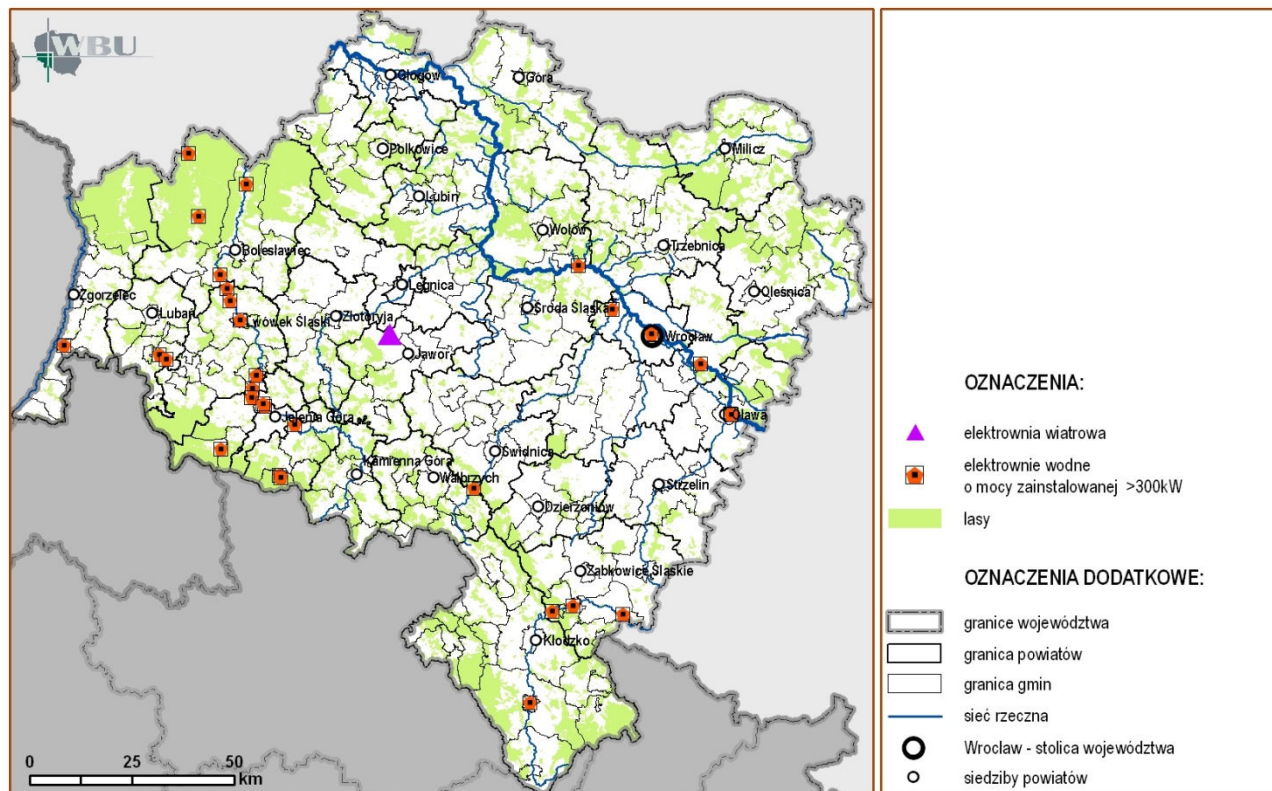 WBU
Głogów
Góra
Polkowice
Milicz
Lubin
Wołów
Bolesławiec
Trzebnica
Zgorzelec
Legnica
Oleśnica
Lubań
Złotoryja
Środa Śląska
Lwówek Śląski
Wrocław
Jawor
Jelenia Góra
Oława
Kamienna Góra
Świdnica
Wałbrzych
Strzelin
Dzierżoniów
Ząbkowice Śląskie
Kłodzko
0 25 50
km
OZNACZENIA:
elektrownia wiatrowa
elektrownie wodne
o mocy zainstalowanej >300kW
lasy
OZNACZENIA DODATKOWE:
granice województwa
granica powiatów
granica gmin
sieć rzeczna
Wrocław - stolica województwa
siedziby powiatów